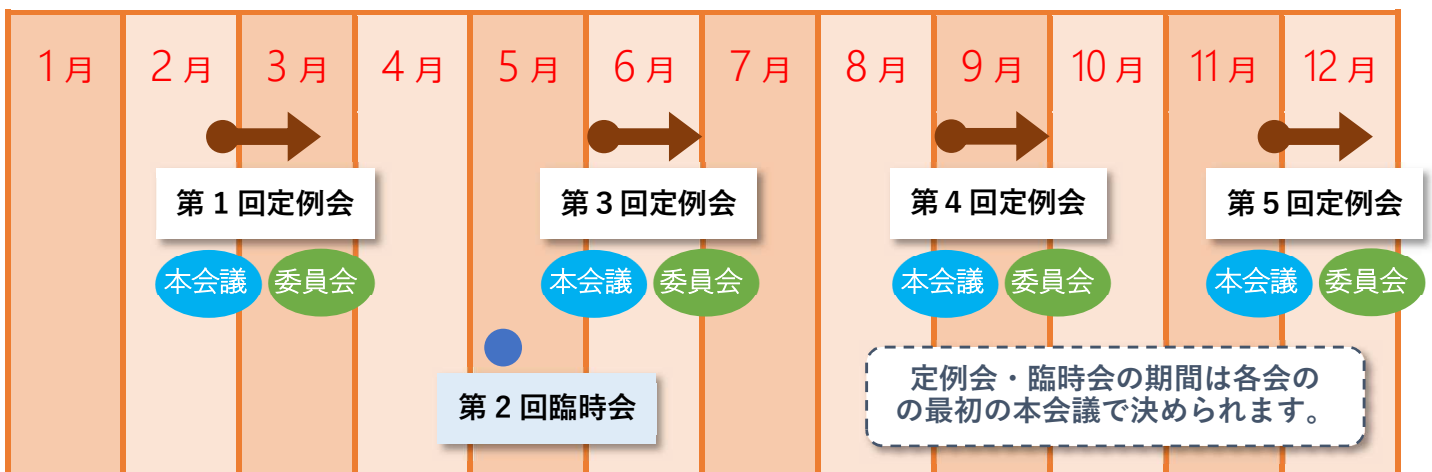 1月 2月 3月 4月 5月 6月 7月 8月 9月 10月 11月 12月
第1回定例会 第3回定例会 第4回定例会 第5回定例会
本会議 委員会 本会議 委員会 本会議 委員会 本会議 委員会
第2回臨時会
定例会・臨時会の期間は各会の
の最初の本会議で決められます。